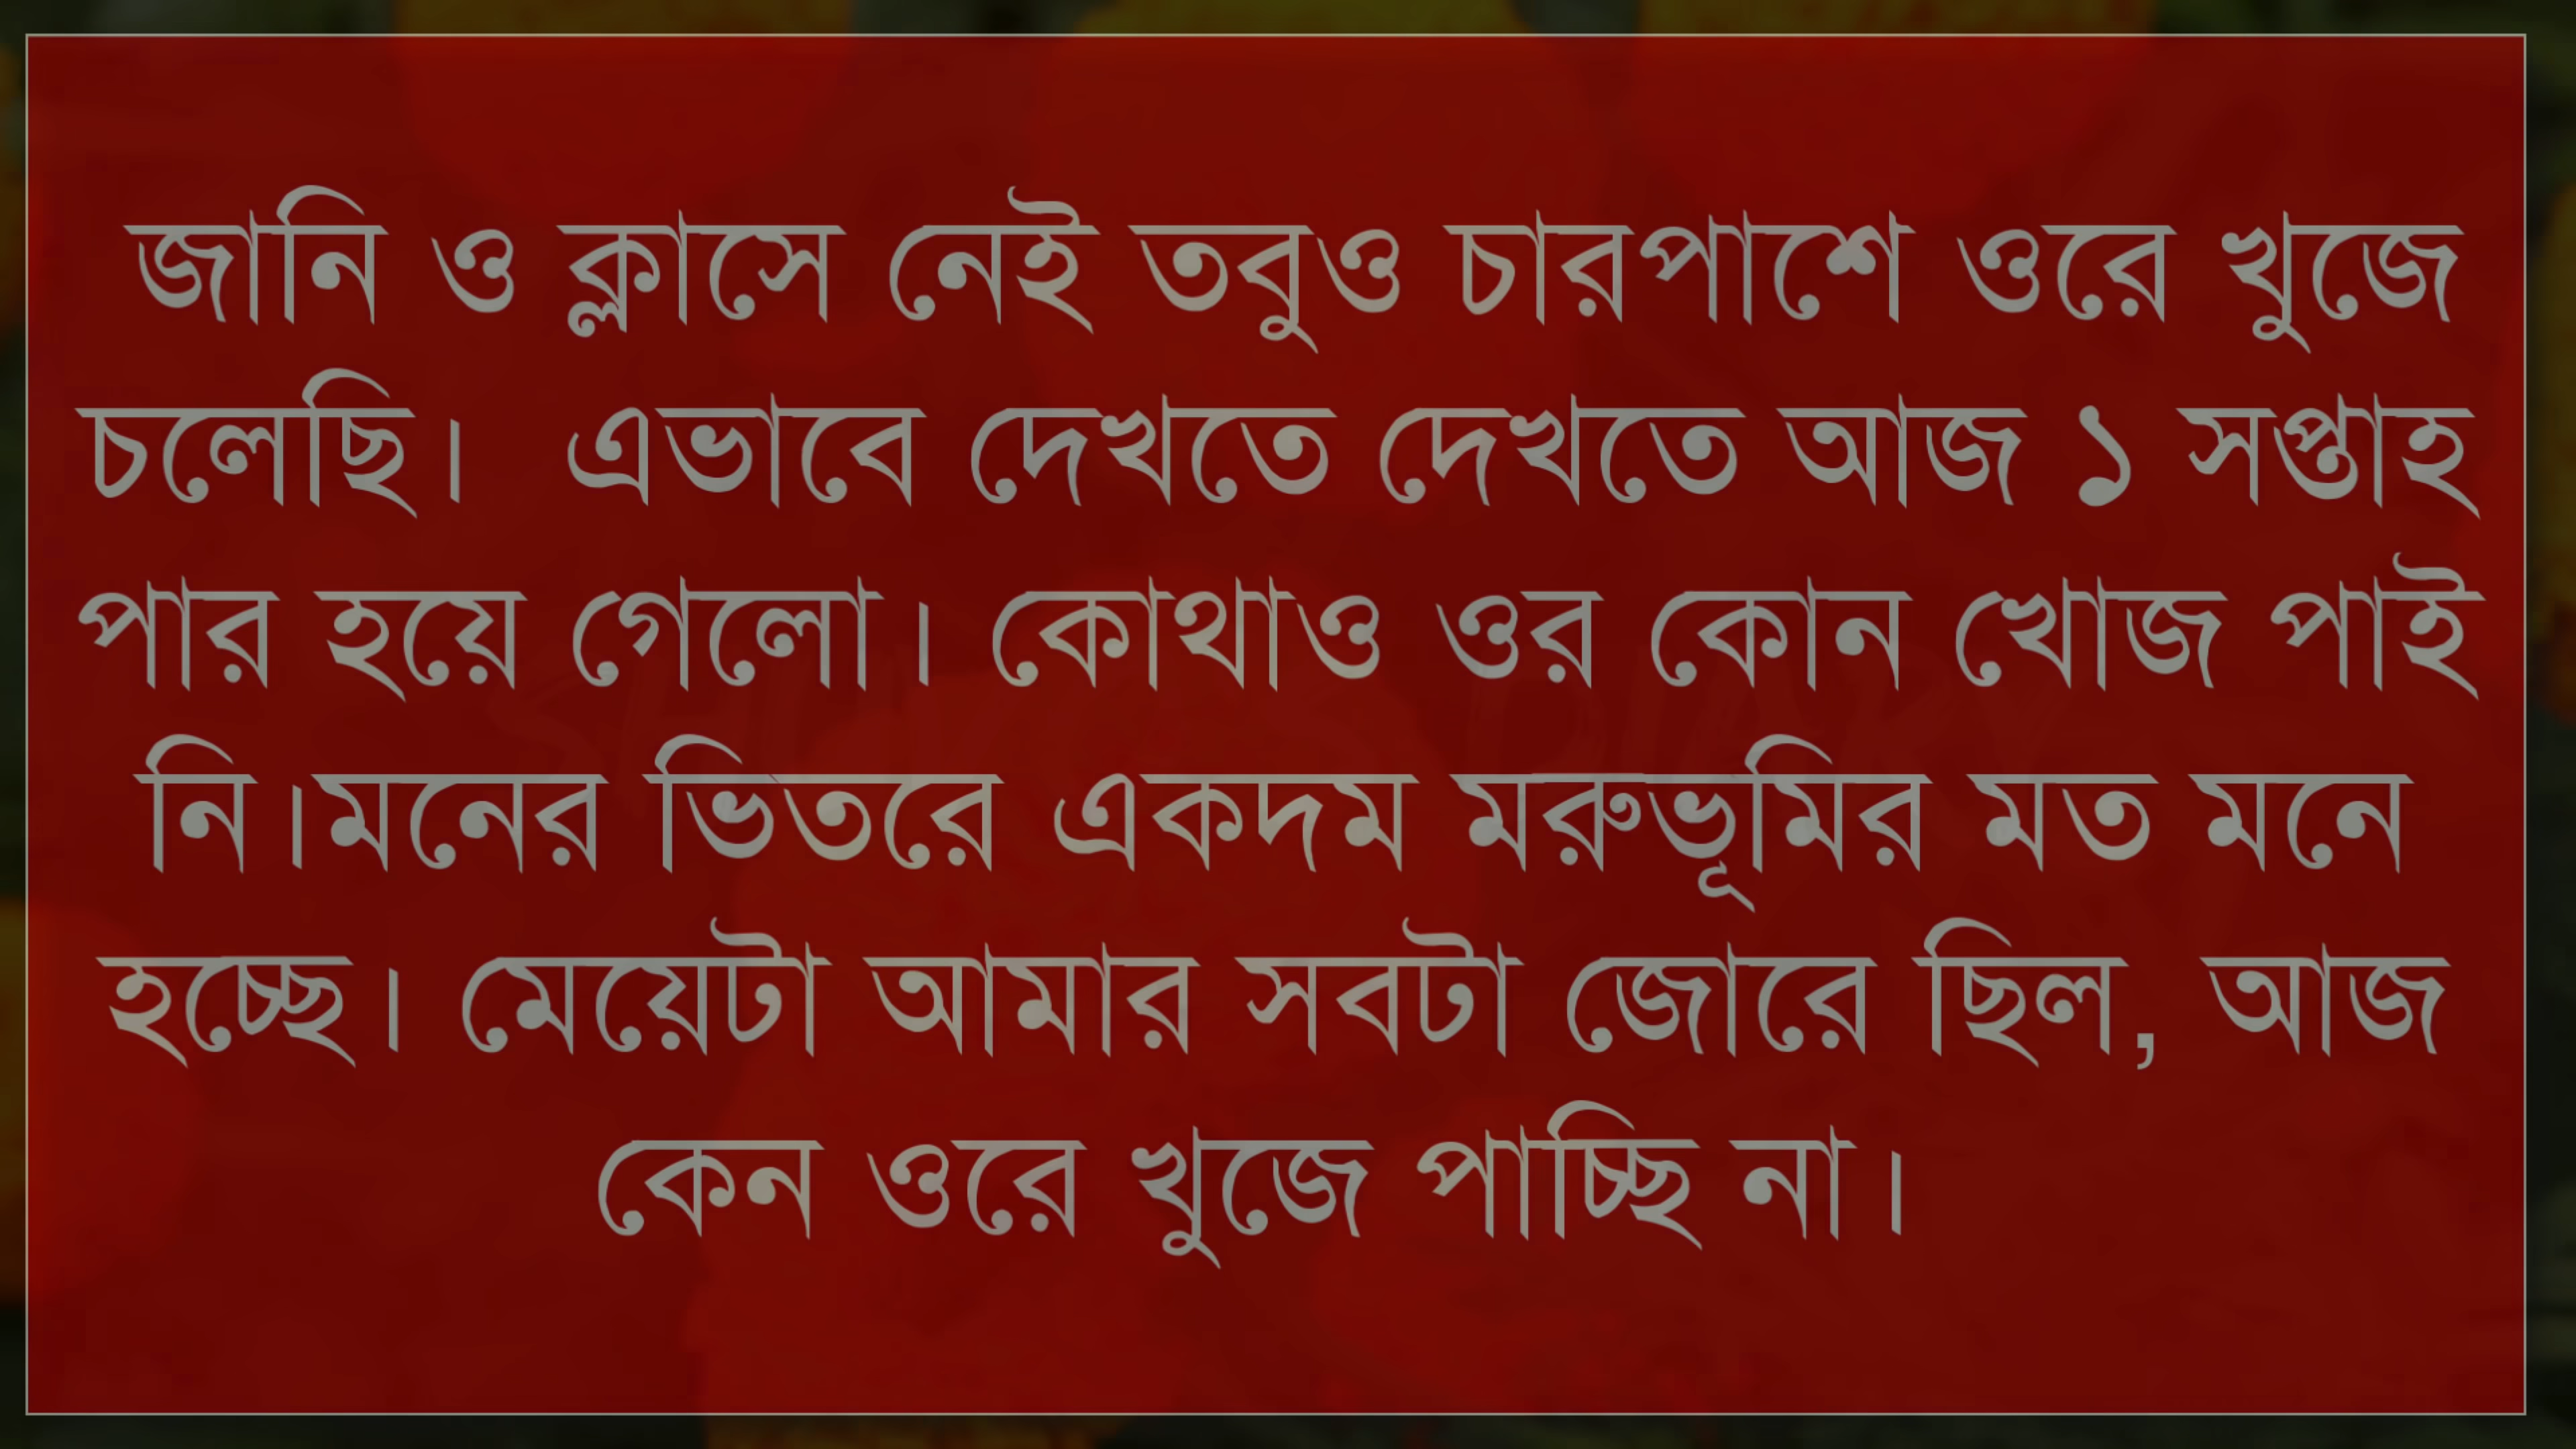 জানি ও ক্লাসে নেই তবুও চারপাশে ওরে খুজে
চলেছি। এভাবে দেখতে দেখতে আজ ১ সপ্তাহ
পার হয়ে গেলো। কোথাও ওর কোন খোজ পাই
নি।মনের ভিতরে একদম মরুভূমির মত মনে
হচ্ছে। মেয়েটা আমার সবটা জোরে ছিল, আজ
কেন ওরে খুজে পাচ্ছি না।